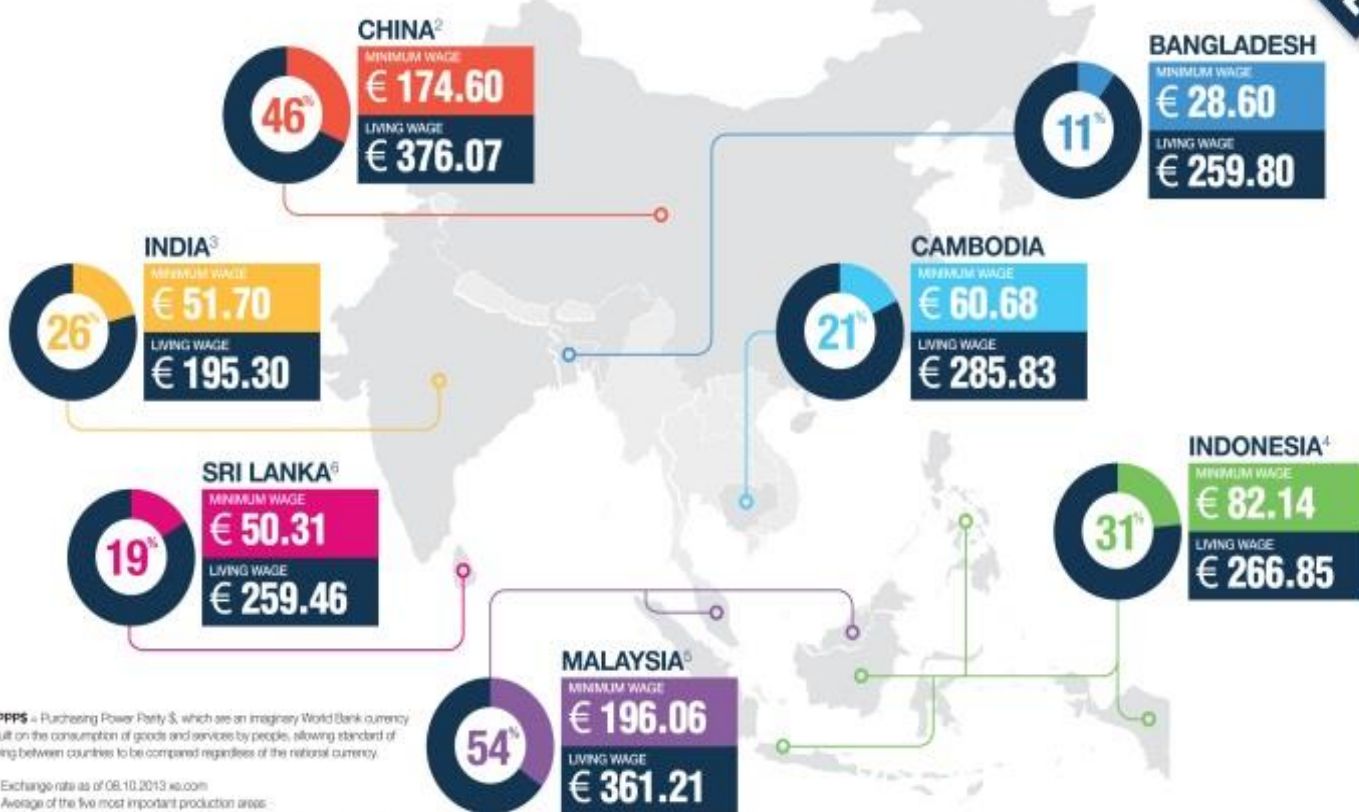 CHINA²
MINIMUM WAGE
€ 174.60
LIVING WAGE
€ 376.07
46%
BANGLADESH
MINIMUM WAGE
€ 28.60
LIVING WAGE
€ 259.80
11%
INDIA³
MINIMUM WAGE
€ 51.70
LIVING WAGE
€ 195.30
26%
CAMBODIA
MINIMUM WAGE
€ 60.68
LIVING WAGE
€ 285.83
21%
SRI LANKA⁶
MINIMUM WAGE
€ 50.31
LIVING WAGE
€ 259.46
19%
INDONESIA⁴
MINIMUM WAGE
€ 82.14
LIVING WAGE
€ 266.85
31%
MALAYSIA⁵
MINIMUM WAGE
€ 196.06
LIVING WAGE
€ 361.21
54%
PPP$ = Purchasing Power Parity $, which are an imaginary World Bank currency
built on the consumption of goods and services by people, allowing standard of
living between countries to be compared regardless of the national currency.
Exchange rate as of 08.10.2013 xe.com
Average of the five most important production areas